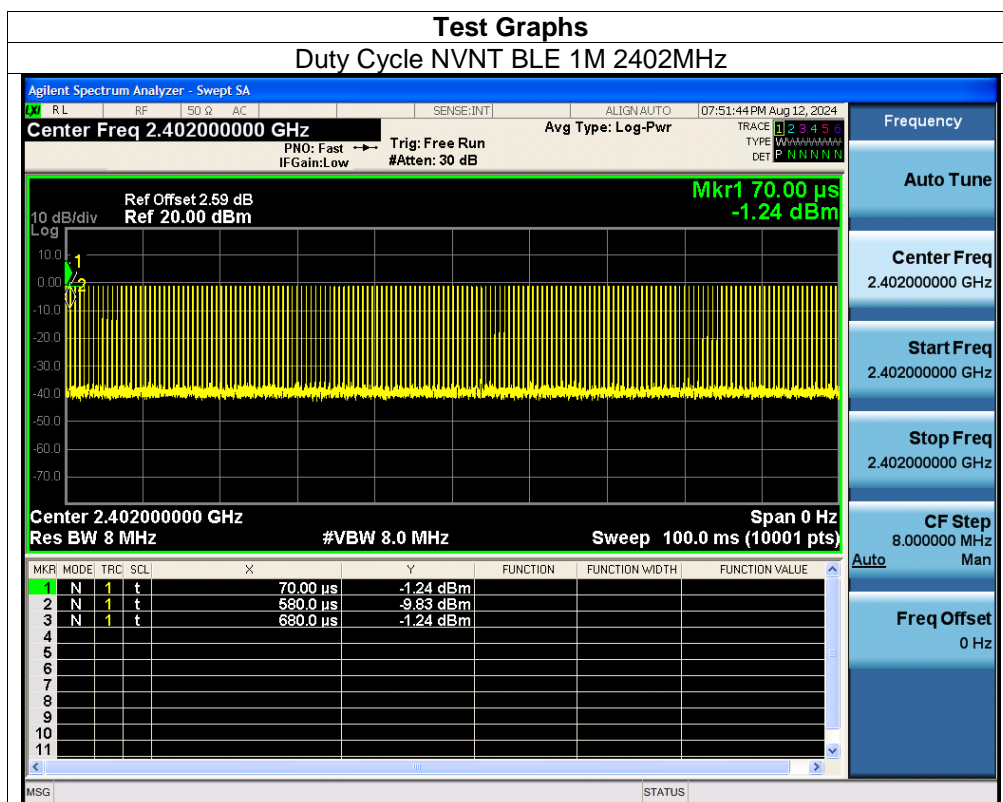 Test Graphs
Duty Cycle NVNT BLE 1M 2402MHz
Agilent Spectrum Analyzer - Swept SA
LXI RL RF 50 Ω AC SENSE:INT ALIGN AUTO 07:51:44 PM Aug 12, 2024
Center Freq 2.402000000 GHz
PNO: Fast
IFGain:Low
Trig: Free Run
#Atten: 30 dB
Avg Type: Log-Pwr
TRACE 1 2 3 4 5 6
TYPE W
DET P N N N N N
Mkr1 70.00 µs
-1.24 dBm
Ref Offset 2.59 dB
10 dB/div Ref 20.00 dBm
Log
10.0
0.00
-10.0
-20.0
-30.0
-40.0
-50.0
-60.0
-70.0
1
2
Center 2.402000000 GHz Span 0 Hz
Res BW 8 MHz #VBW 8.0 MHz Sweep 100.0 ms (10001 pts)
MKR MODE TRC SCL X Y FUNCTION FUNCTION WIDTH FUNCTION VALUE
1 N 1 t 70.00 µs -1.24 dBm
2 N 1 t 580.0 µs -9.83 dBm
3 N 1 t 680.0 µs -1.24 dBm
4
5
6
7
8
9
10
11
MSG STATUS
Frequency
Auto Tune
Center Freq
2.402000000 GHz
Start Freq
2.402000000 GHz
Stop Freq
2.402000000 GHz
CF Step
8.000000 MHz
Auto Man
Freq Offset
0 Hz